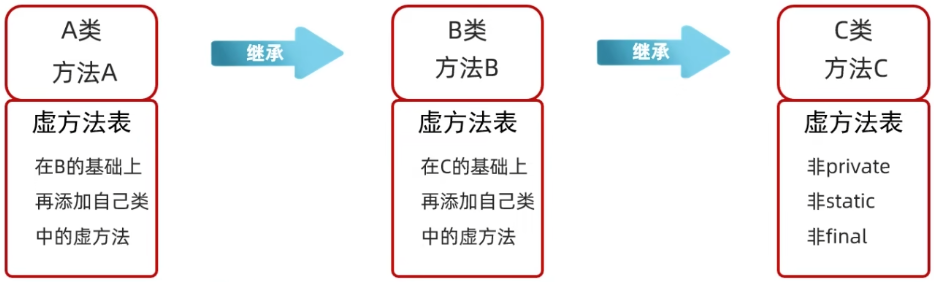 A类
方法A
继承
B类
方法B
继承
C类
方法C
虚方法表
在B的基础上
再添加自己类
中的虚方法
虚方法表
在C的基础上
再添加自己类
中的虚方法
虚方法表
非private
非static
非final